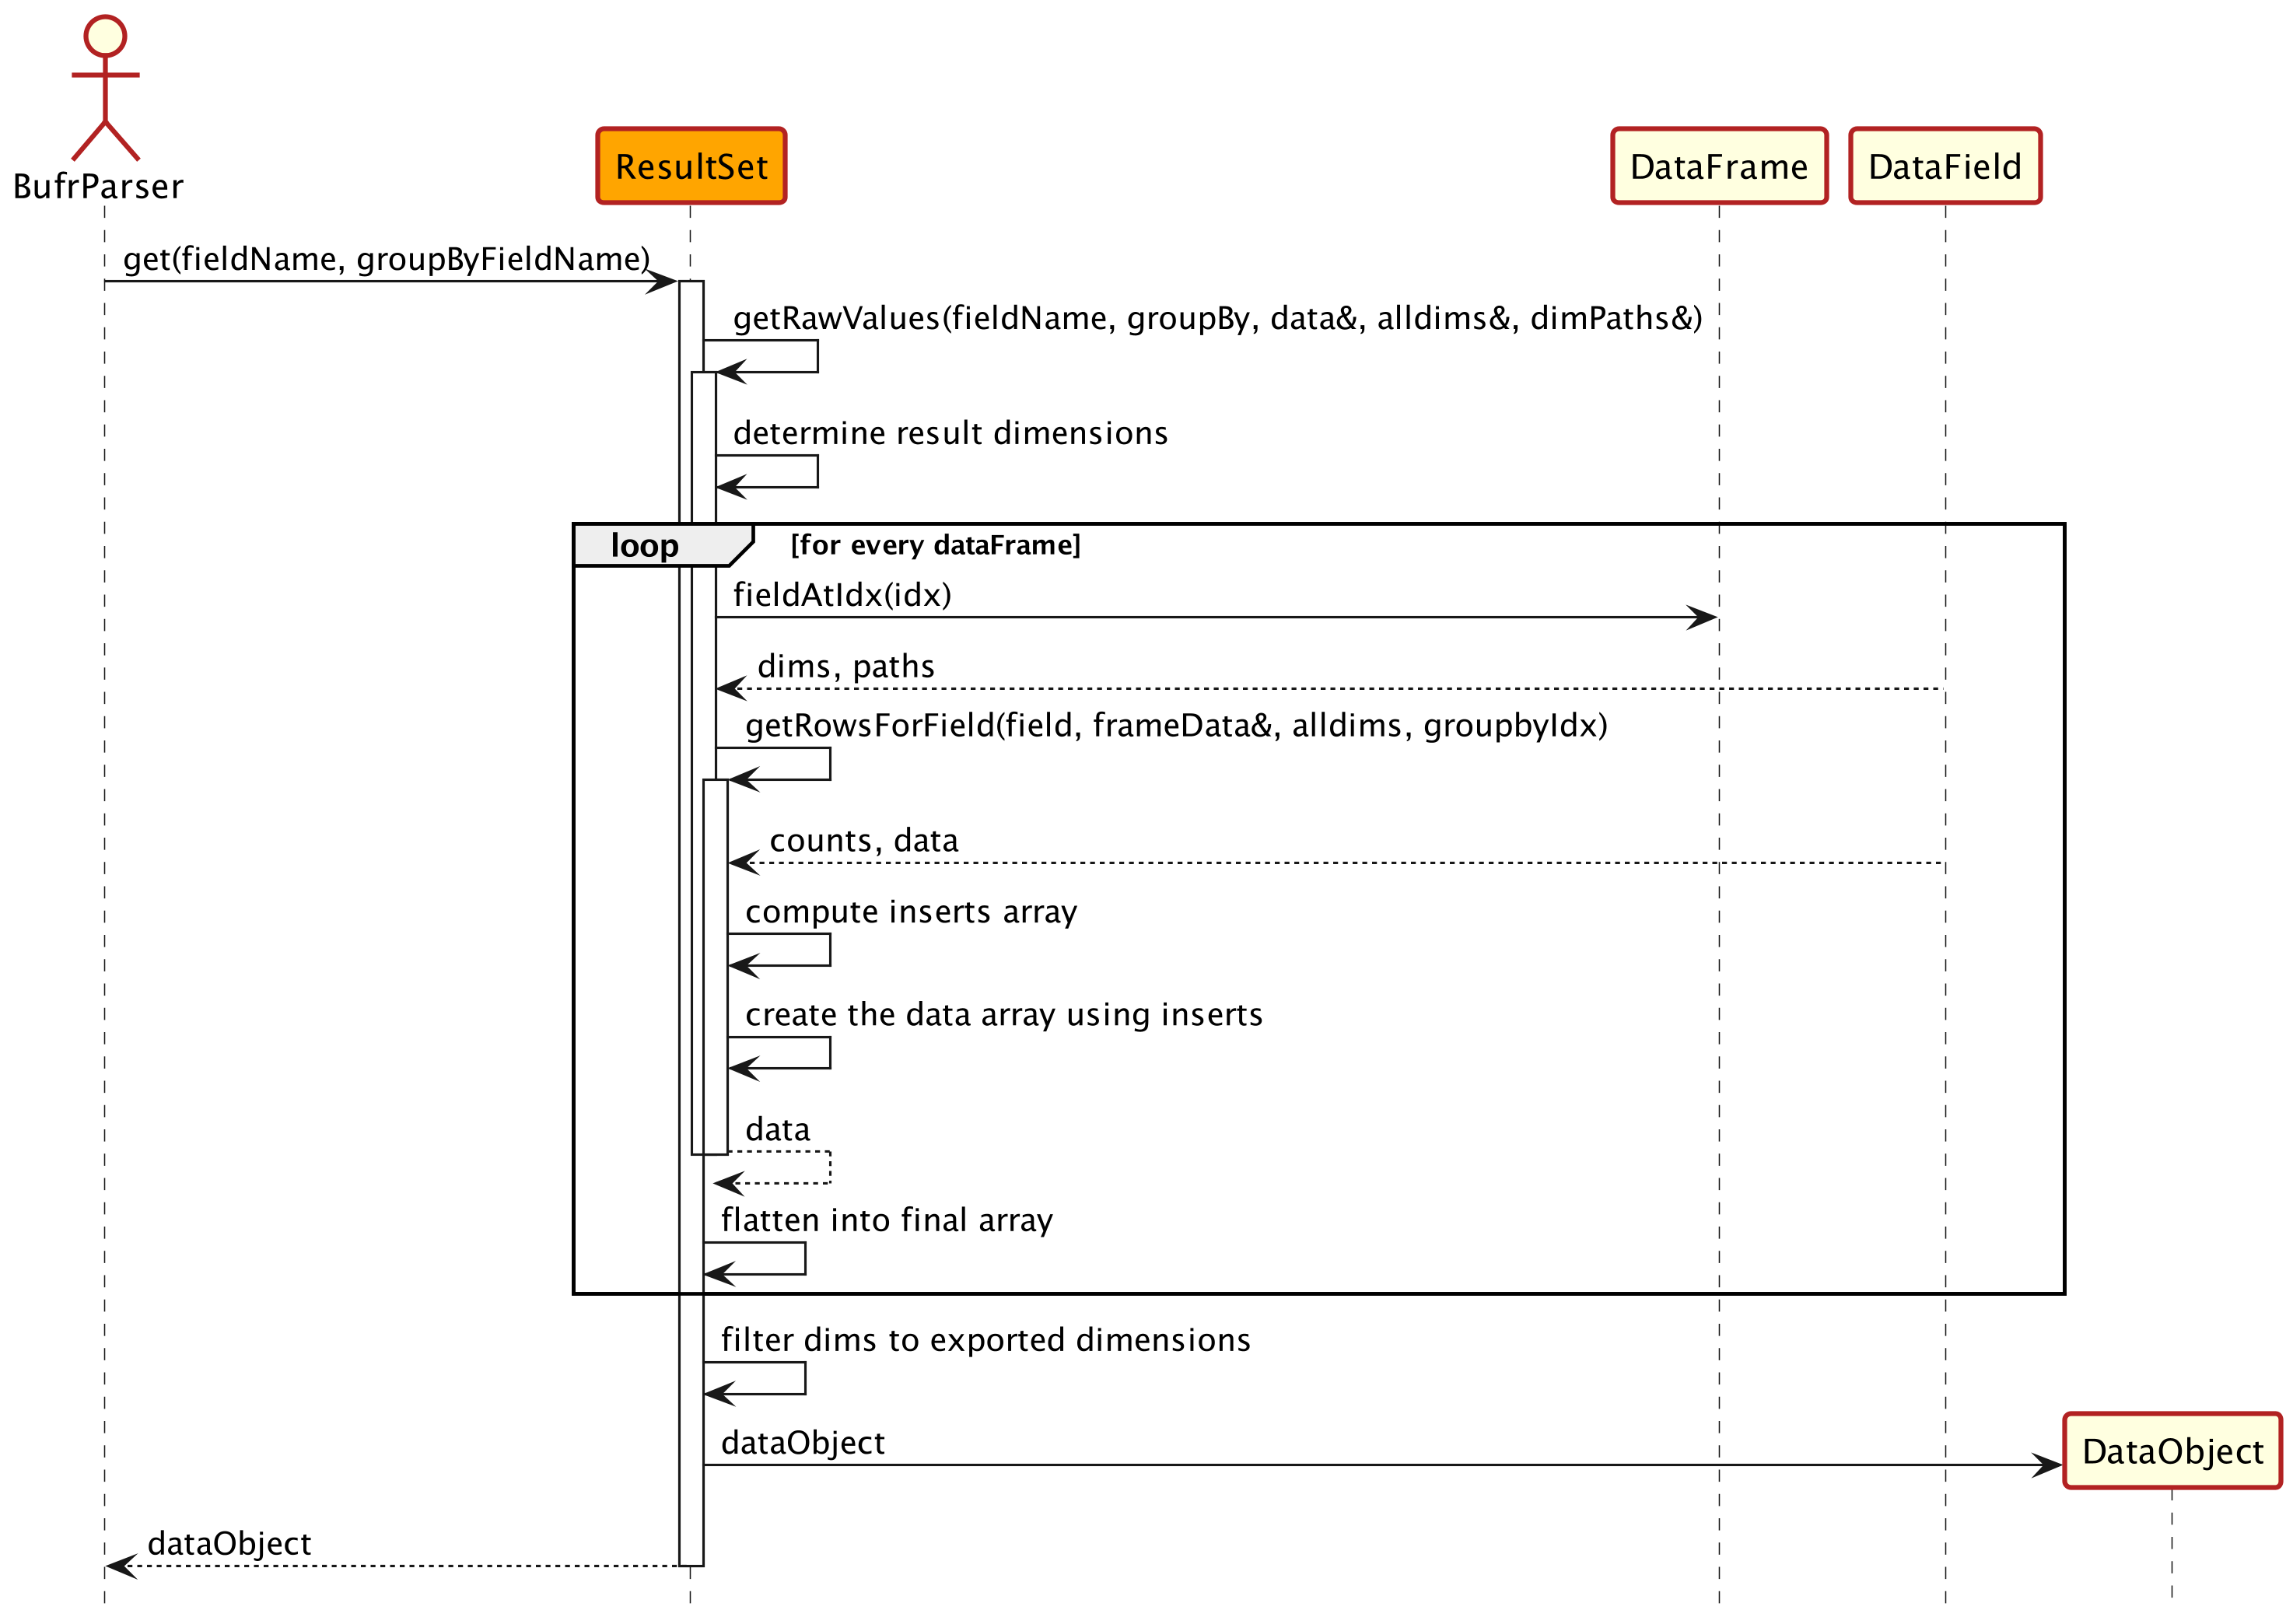 BufrParser
ResultSet
DataFrame
DataField
get(fieldName, groupByFieldName)
getRawValues(fieldName, groupBy, data&, alldims&, dimPaths&)
determine result dimensions
loop
[for every dataFrame]
fieldAtIdx(idx)
dims, paths
getRowsForField(field, frameData&, alldims, groupbyIdx)
counts, data
compute inserts array
create the data array using inserts
data
flatten into final array
filter dims to exported dimensions
dataObject
DataObject
dataObject